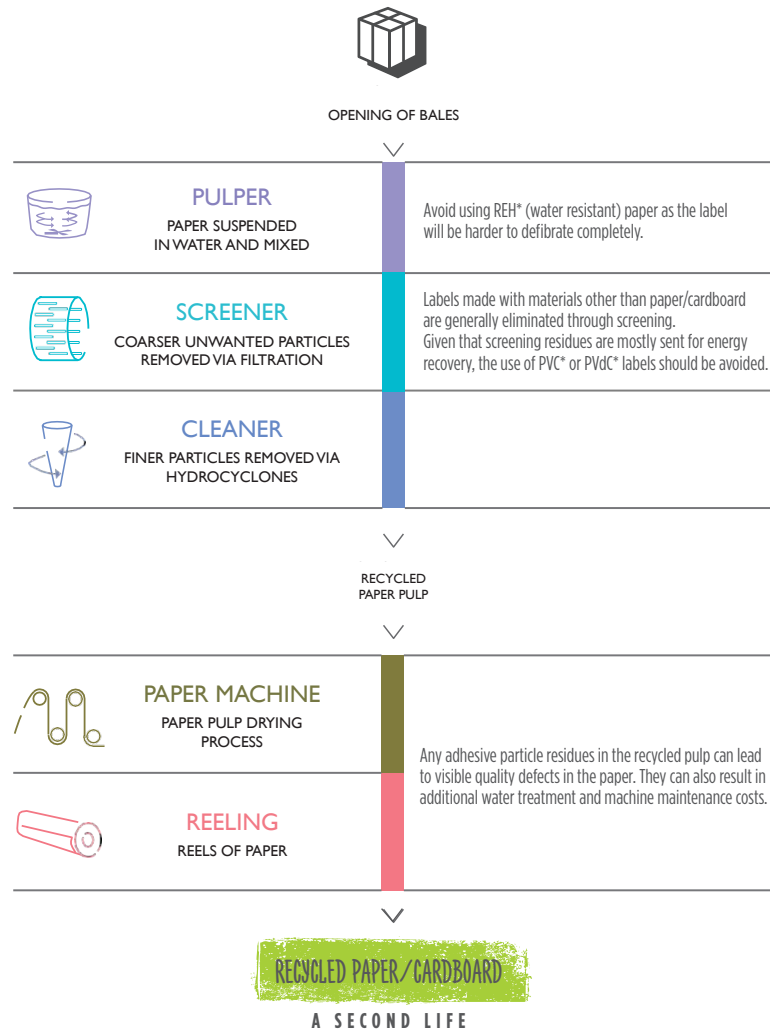 OPENING OF BALES
PULPER
PAPER SUSPENDED
IN WATER AND MIXED
Avoid using REH* (water resistant) paper as the label
will be harder to defibrate completely.
SCREENER
COARSER UNWANTED PARTICLES
REMOVED VIA FILTRATION
Labels made with materials other than paper/cardboard
are generally eliminated through screening.
Given that screening residues are mostly sent for energy
recovery, the use of PVC* or PVdC* labels should be avoided.
CLEANER
FINER PARTICLES REMOVED VIA
HYDROCYCLONES
RECYCLED
PAPER PULP
PAPER MACHINE
PAPER PULP DRYING
PROCESS
REELING
REELS OF PAPER
Any adhesive particle residues in the recycled pulp can lead
to visible quality defects in the paper. They can also result in
additional water treatment and machine maintenance costs.
RECYCLED PAPER/CARDBOARD
A SECOND LIFE